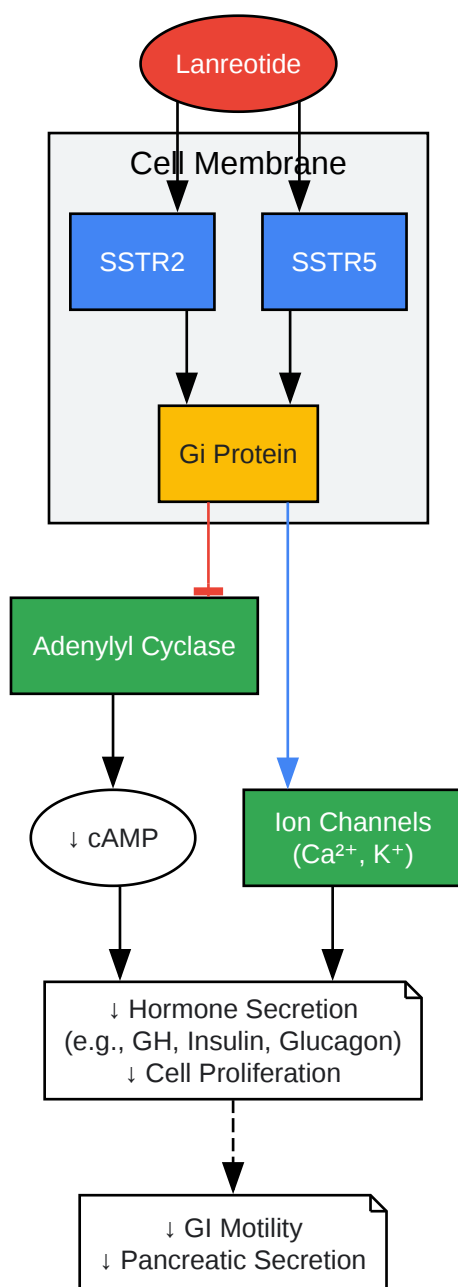 Lanreotide
Cell Membrane
SSTR2
SSTR5
Gi Protein
Adenylyl Cyclase
↓ cAMP
Ion Channels
(Ca²⁺, K⁺)
↓ Hormone Secretion
(e.g., GH, Insulin, Glucagon)
↓ Cell Proliferation
↓ GI Motility
↓ Pancreatic Secretion